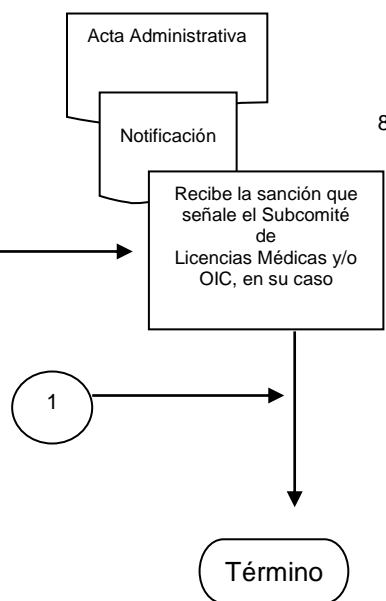 Acta Administrativa
8
Notificación
Recibe la sanción que
señale el Subcomité
de
Licencias Médicas y/o
OIC, en su caso
1
Término